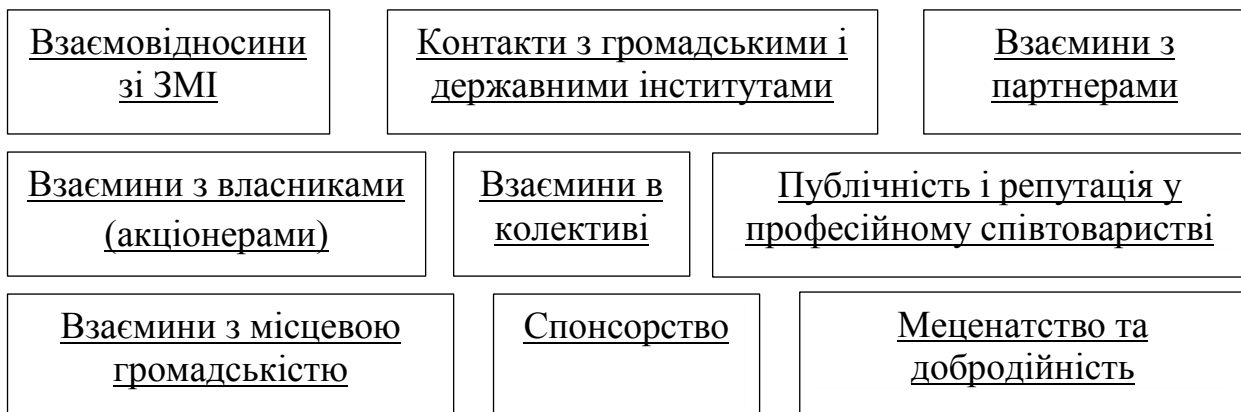 Взаємовідносини
зі ЗМІ
Контакти з громадськими і
державними інститутами
Взаємини з
партнерами
Взаємини з власниками
(акціонерами)
Взаємини в
колективі
Публічність і репутація у
професійному співтоваристві
Взаємини з місцевою
громадськістю
Спонсорство
Меценатство та
добродійність